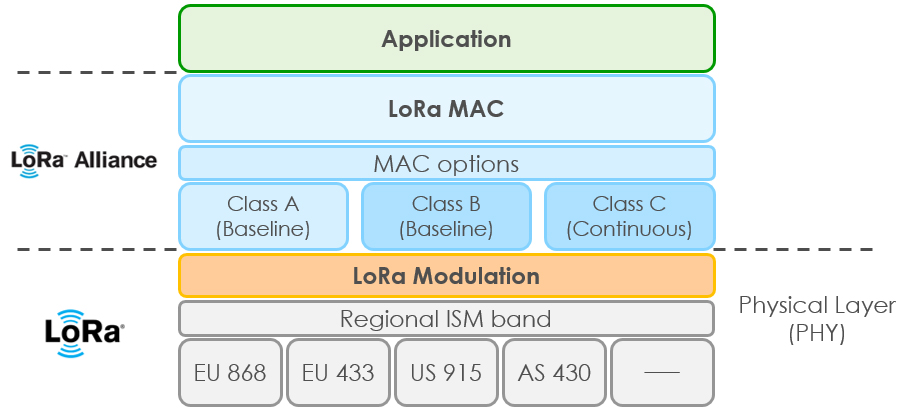 Application
LoRa MAC
LoRa™ Alliance
MAC options
Class A
(Baseline)
Class B
(Baseline)
Class C
(Continuous)
LoRa Modulation
LoRa®
Regional ISM band
Physical Layer
(PHY)
EU 868
EU 433
US 915
AS 430